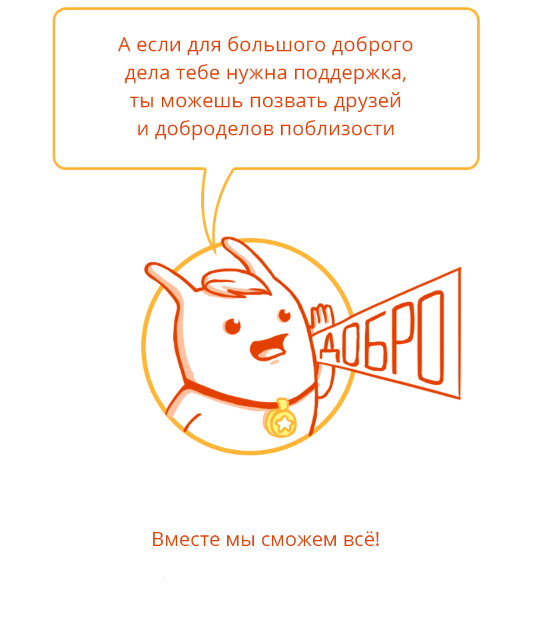 А если для большого доброго
дела тебе нужна поддержка,
ты можешь позвать друзей
и доброделов поблизости
ДОБРО
Вместе мы сможем всё!